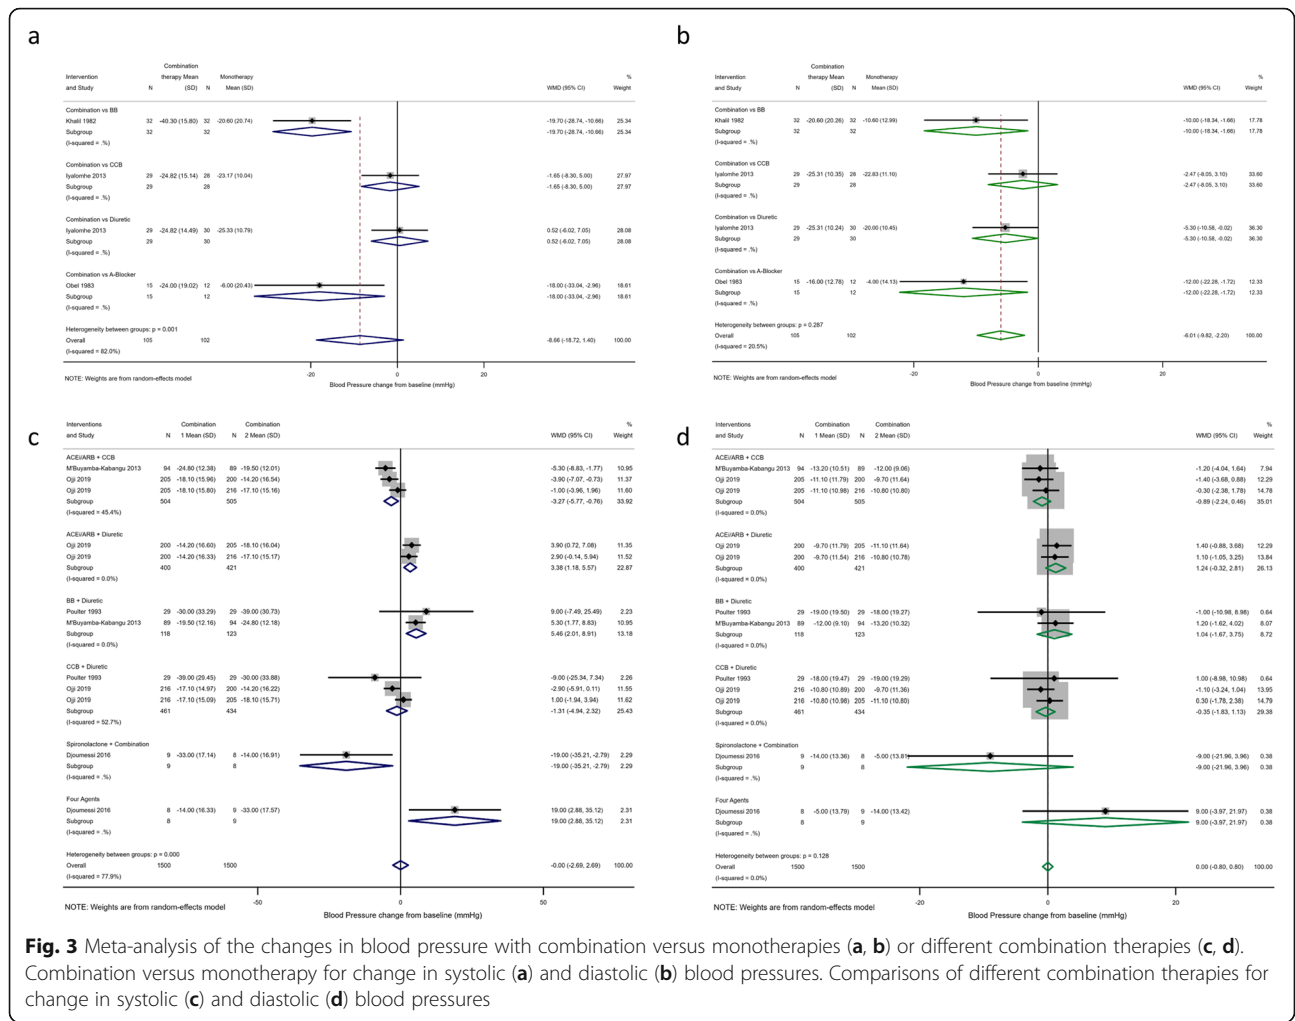 a
Combination
Intervention therapy Mean Monotherapy %
and Study N (SD) N Mean (SD) WMD (95% CI) Weight
Combination vs BB
Khalil 1982 32 -40.30 (15.80) 32 -20.60 (20.74) -19.70 (-28.74, -10.66) 25.34
Subgroup 32 32 -19.70 (-28.74, -10.66) 25.34
(I-squared = .%)
Combination vs CCB
Iyalomhe 2013 29 -24.82 (15.14) 28 -23.17 (10.04) -1.65 (-8.30, 5.00) 27.97
Subgroup 29 28 -1.65 (-8.30, 5.00) 27.97
(I-squared = .%)
Combination vs Diuretic
Iyalomhe 2013 29 -24.82 (14.49) 30 -25.33 (10.79) 0.52 (-6.02, 7.05) 28.08
Subgroup 29 30 0.52 (-6.02, 7.05) 28.08
(I-squared = .%)
Combination vs A-Blocker
Obel 1983 15 -24.00 (19.02) 12 -6.00 (20.43) -18.00 (-33.04, -2.96) 18.61
Subgroup 15 12 -18.00 (-33.04, -2.96) 18.61
(I-squared = .%)
Heterogeneity between groups: p = 0.001
Overall 105 102 -8.66 (-18.72, 1.40) 100.00
(I-squared = 82.0%)
-20 0 20
NOTE: Weights are from random-effects model
Blood Pressure change from baseline (mmHg)
b
Combination
Intervention therapy Mean Monotherapy %
and Study N (SD) N Mean (SD) WMD (95% CI) Weight
Combination vs BB
Khalil 1982 32 -20.60 (20.26) 32 -10.60 (12.99) -10.00 (-18.34, -1.66) 17.78
Subgroup 32 32 -10.00 (-18.34, -1.66) 17.78
(I-squared = .%)
Combination vs CCB
Iyalomhe 2013 29 -25.31 (10.35) 28 -22.83 (11.10) -2.47 (-8.05, 3.10) 33.60
Subgroup 29 28 -2.47 (-8.05, 3.10) 33.60
(I-squared = .%)
Combination vs Diuretic
Iyalomhe 2013 29 -25.31 (10.24) 30 -20.00 (10.45) -5.30 (-10.58, -0.02) 36.30
Subgroup 29 30 -5.30 (-10.58, -0.02) 36.30
(I-squared = .%)
Combination vs A-Blocker
Obel 1983 15 -16.00 (12.78) 12 -4.00 (14.13) -12.00 (-22.28, -1.72) 12.33
Subgroup 15 12 -12.00 (-22.28, -1.72) 12.33
(I-squared = .%)
Heterogeneity between groups: p = 0.287
Overall 105 102 -6.01 (-9.82, -2.20) 100.00
(I-squared = 20.5%)
-20 0 20
NOTE: Weights are from random-effects model
Blood Pressure change from baseline (mmHg)
c
Interventions Combination Combination %
and Study N 1 Mean (SD) N 2 Mean (SD) WMD (95% CI) Weight
ACEi/ARB + CCB
M'Buyamba-Kabangu 2013 94 -24.80 (12.38) 89 -19.50 (12.01) -5.30 (-8.83, -1.77) 10.95
Ojji 2019 205 -18.10 (15.96) 200 -14.20 (16.54) -3.90 (-7.07, -0.73) 11.37
Ojji 2019 205 -18.10 (15.80) 216 -17.10 (15.16) -1.00 (-3.96, 1.96) 11.60
Subgroup 504 505 -3.27 (-5.77, -0.76) 33.92
(I-squared = 45.4%)
ACEi/ARB + Diuretic
Ojji 2019 200 -14.20 (16.60) 205 -18.10 (16.04) 3.90 (0.72, 7.08) 11.35
Ojji 2019 200 -14.20 (16.33) 216 -17.10 (15.17) 2.90 (-0.14, 5.94) 11.52
Subgroup 400 421 3.38 (1.18, 5.57) 22.87
(I-squared = 0.0%)
BB + Diuretic
Poulter 1993 29 -30.00 (33.29) 29 -39.00 (30.73) 9.00 (-7.49, 25.49) 2.23
M'Buyamba-Kabangu 2013 89 -19.50 (12.16) 94 -24.80 (12.18) 5.30 (1.77, 8.83) 10.95
Subgroup 118 123 5.46 (2.01, 8.91) 13.18
(I-squared = 0.0%)
CCB + Diuretic
Poulter 1993 29 -39.00 (29.45) 29 -30.00 (33.88) -9.00 (-25.34, 7.34) 2.26
Ojji 2019 216 -17.10 (14.97) 200 -14.20 (16.22) -2.90 (-5.91, 0.11) 11.55
Ojji 2019 216 -17.10 (15.09) 205 -18.10 (15.71) 1.00 (-1.94, 3.94) 11.62
Subgroup 461 434 -1.31 (-4.94, 2.32) 25.43
(I-squared = 52.7%)
Spironolactone + Combination
Djoumessi 2016 9 -33.00 (17.14) 8 -14.00 (16.91) -19.00 (-35.21, -2.79) 2.29
Subgroup 9 8 -19.00 (-35.21, -2.79) 2.29
(I-squared = .%)
Four Agents
Djoumessi 2016 8 -14.00 (16.33) 9 -33.00 (17.57) 19.00 (2.88, 35.12) 2.31
Subgroup 8 9 19.00 (2.88, 35.12) 2.31
(I-squared = .%)
Heterogeneity between groups: p = 0.000
Overall 1500 1500 -0.00 (-2.69, 2.69) 100.00
(I-squared = 77.9%)
-50 0 50
NOTE: Weights are from random-effects model
Blood Pressure change from baseline (mmHg)
d
Interventions Combination Combination %
and Study N 1 Mean (SD) N 2 Mean (SD) WMD (95% CI) Weight
ACEi/ARB + CCB
M'Buyamba-Kabangu 2013 94 -13.20 (10.51) 89 -12.00 (9.06) -1.20 (-4.04, 1.64) 7.94
Ojji 2019 205 -11.10 (11.79) 200 -9.70 (11.64) -1.40 (-3.68, 0.88) 12.29
Ojji 2019 205 -11.10 (10.98) 216 -10.80 (10.80) -0.30 (-2.38, 1.78) 14.78
Subgroup 504 505 -0.89 (-2.24, 0.46) 35.01
(I-squared = 0.0%)
ACEi/ARB + Diuretic
Ojji 2019 200 -9.70 (11.79) 205 -11.10 (11.64) 1.40 (-0.88, 3.68) 12.29
Ojji 2019 200 -9.70 (11.54) 216 -10.80 (10.78) 1.10 (-1.05, 3.25) 13.84
Subgroup 400 421 1.24 (-0.32, 2.81) 26.13
(I-squared = 0.0%)
BB + Diuretic
Poulter 1993 29 -19.00 (19.50) 29 -18.00 (19.27) -1.00 (-10.98, 8.98) 0.64
M'Buyamba-Kabangu 2013 89 -12.00 (9.10) 94 -13.20 (10.32) 1.20 (-1.62, 4.02) 8.07
Subgroup 118 123 1.04 (-1.67, 3.75) 8.72
(I-squared = 0.0%)
CCB + Diuretic
Poulter 1993 29 -18.00 (19.47) 29 -19.00 (19.29) 1.00 (-8.98, 10.98) 0.64
Ojji 2019 216 -10.80 (10.89) 200 -9.70 (11.36) -1.10 (-3.24, 1.04) 13.95
Ojji 2019 216 -10.80 (10.98) 205 -11.10 (10.80) 0.30 (-1.78, 2.38) 14.79
Subgroup 461 434 -0.35 (-1.83, 1.13) 29.38
(I-squared = 0.0%)
Spironolactone + Combination
Djoumessi 2016 9 -14.00 (13.36) 8 -5.00 (13.81) -9.00 (-21.96, 3.96) 0.38
Subgroup 9 8 -9.00 (-21.96, 3.96) 0.38
(I-squared = .%)
Four Agents
Djoumessi 2016 8 -5.00 (13.79) 9 -14.00 (13.42) 9.00 (-3.97, 21.97) 0.38
Subgroup 8 9 9.00 (-3.97, 21.97) 0.38
(I-squared = .%)
Heterogeneity between groups: p = 0.128
Overall 1500 1500 0.00 (-0.80, 0.80) 100.00
(I-squared = 0.0%)
-20 0 20
NOTE: Weights are from random-effects model
Blood Pressure change from baseline (mmHg)
Fig. 3 Meta-analysis of the changes in blood pressure with combination versus monotherapies (a, b) or different combination therapies (c, d).
Combination versus monotherapy for change in systolic (a) and diastolic (b) blood pressures. Comparisons of different combination therapies for
change in systolic (c) and diastolic (d) blood pressures